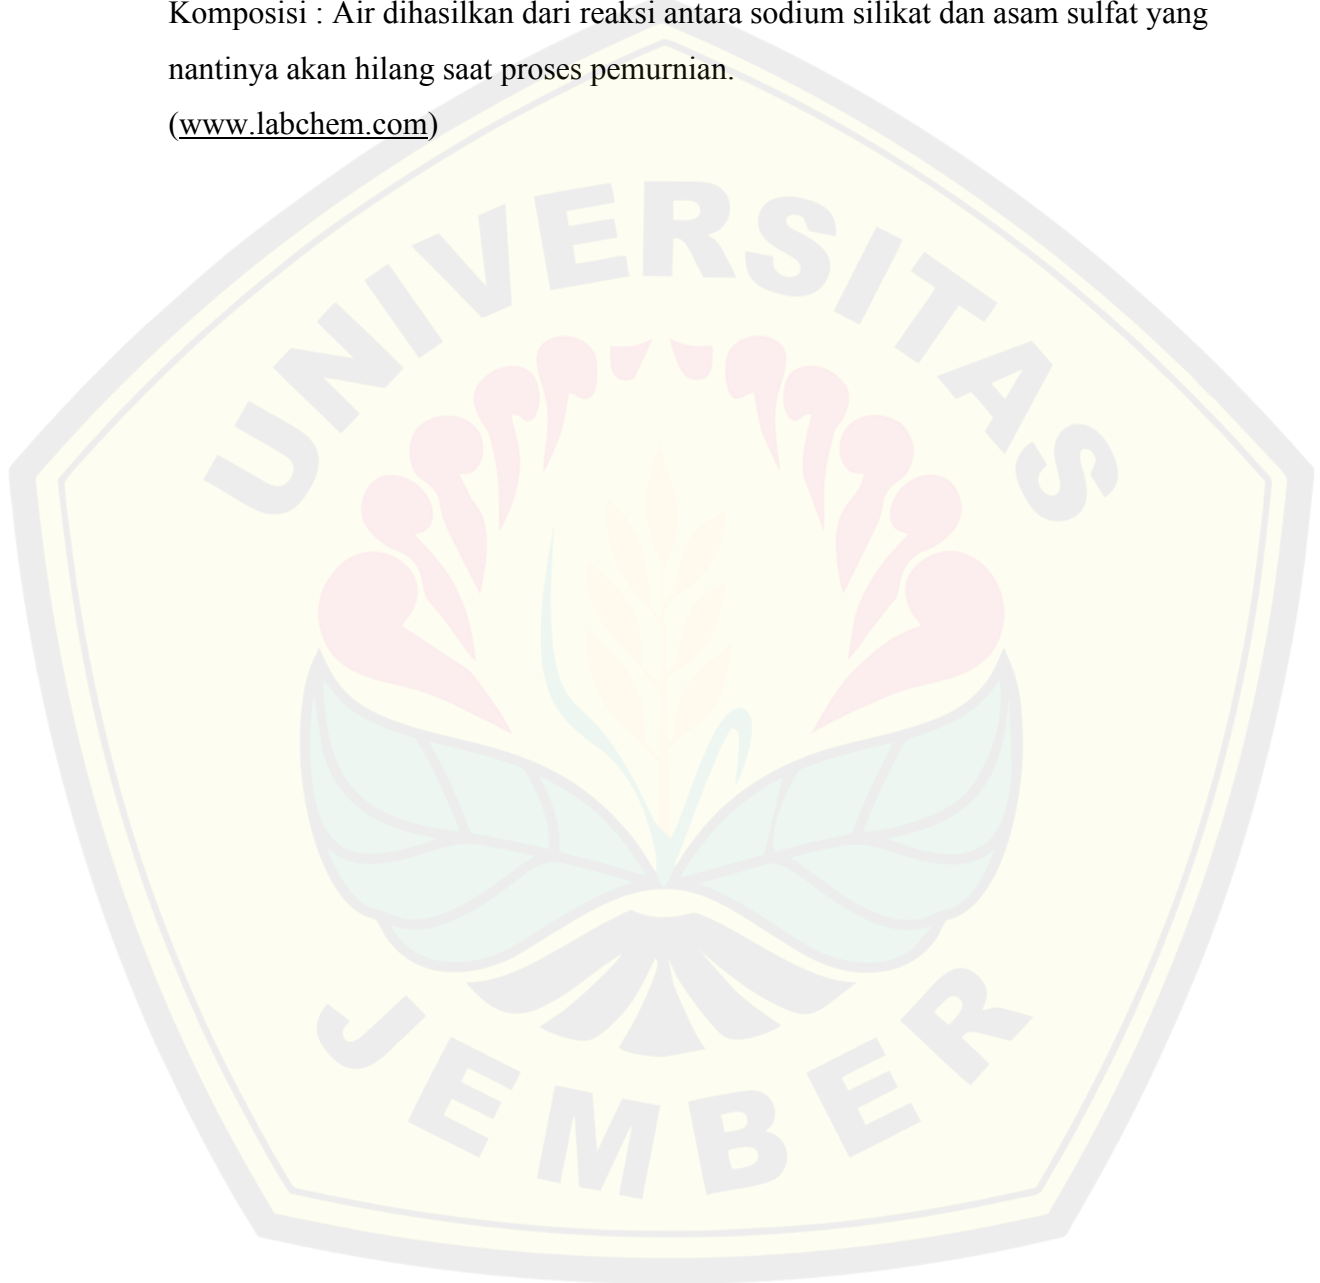 Komposisi : Air dihasilkan dari reaksi antara sodium silikat dan asam sulfat yang
nantinya akan hilang saat proses pemurnian.
(www.labchem.com)
UNIVERSITAS
JEMBER